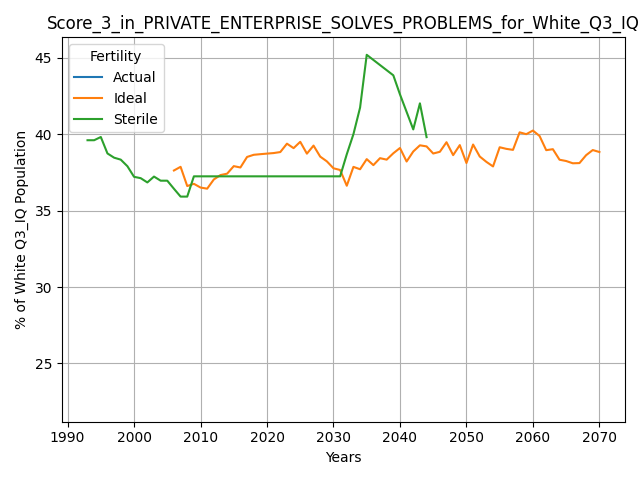 Score_3_in_PRIVATE_ENTERPRISE_SOLVES_PROBLEMS_for_White_Q3_IQ
Fertility
Actual
Ideal
Sterile
% of White Q3_IQ Population
45
40
35
30
25
1990 2000 2010 2020 2030 2040 2050 2060 2070
Years